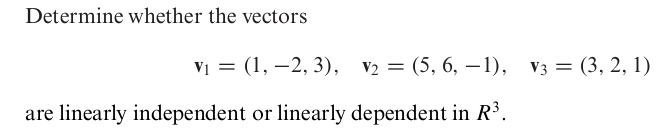 Determine whether the vectors
v₁ = (1, −2, 3), v₂ = (5, 6, −1), v₃ = (3, 2, 1)
are linearly independent or linearly dependent in R³.